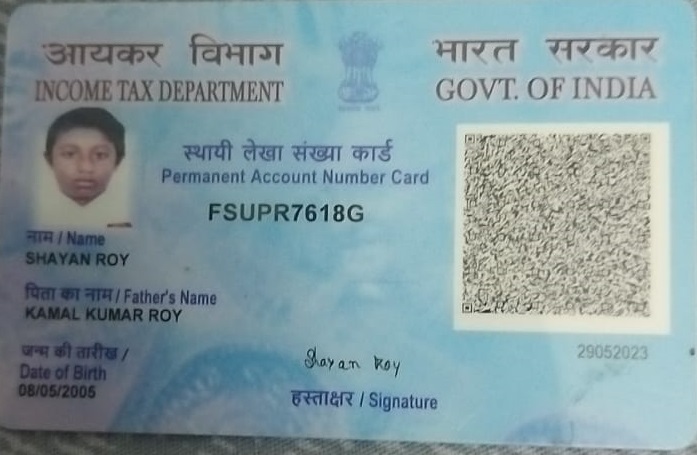 आयकर विभाग
INCOME TAX DEPARTMENT
भारत सरकार
GOVT. OF INDIA
स्थायी लेखा संख्या कार्ड
Permanent Account Number Card
FSUPR7618G
नाम / Name
SHAYAN ROY
पिता का नाम / Father's Name
KAMAL KUMAR ROY
जन्म की तारीख /
Date of Birth
08/05/2005
Shayan Roy
हस्ताक्षर / Signature
29052023